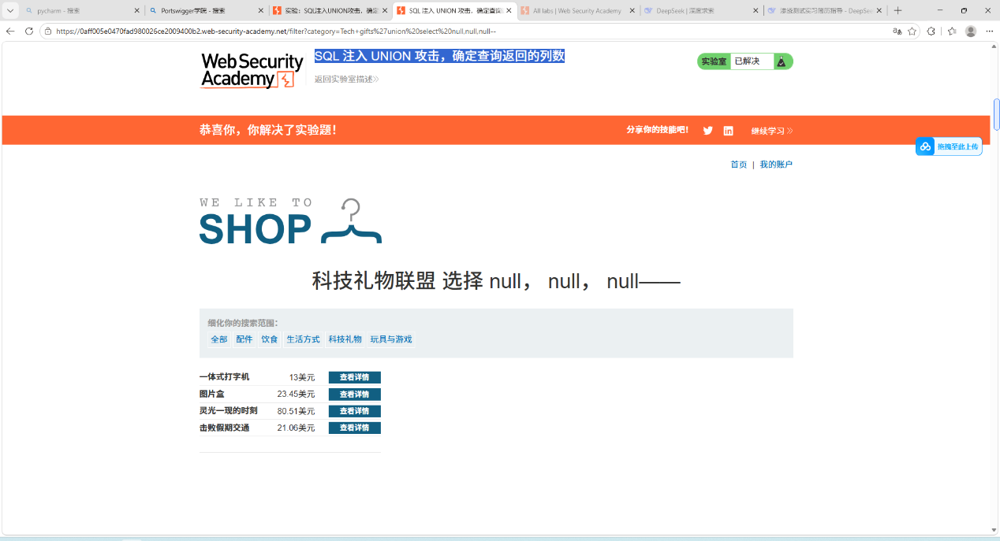 pycharm - 搜索
Portswigger学院 - 搜索
实验：SQL注入UNION攻击，确定
SQL 注入 UNION 攻击，确定查询
All labs | Web Security Academy
DeepSeek | 深度求索
渗透测试实习简历指导 - DeepSee
https://0aff005e0470fad980026ce2009400b2.web-security-academy.net/filter?category=Tech+gifts%27union%20select%20null,null,null--
Web Security
Academy
SQL 注入 UNION 攻击，确定查询返回的列数
返回实验室描述
实验室 已解决
恭喜你，你解决了实验题！
分享你的技能吧！
继续学习
拖拽至此上传
首页 | 我的账户
WE LIKE TO
SHOP
科技礼物联盟 选择 null， null， null——
细化你的搜索范围：
全部 配件 饮食 生活方式 科技礼物 玩具与游戏
一体式打字机 13美元 查看详情
图片盒 23.45美元 查看详情
灵光一现的时刻 80.51美元 查看详情
击败假期交通 21.06美元 查看详情